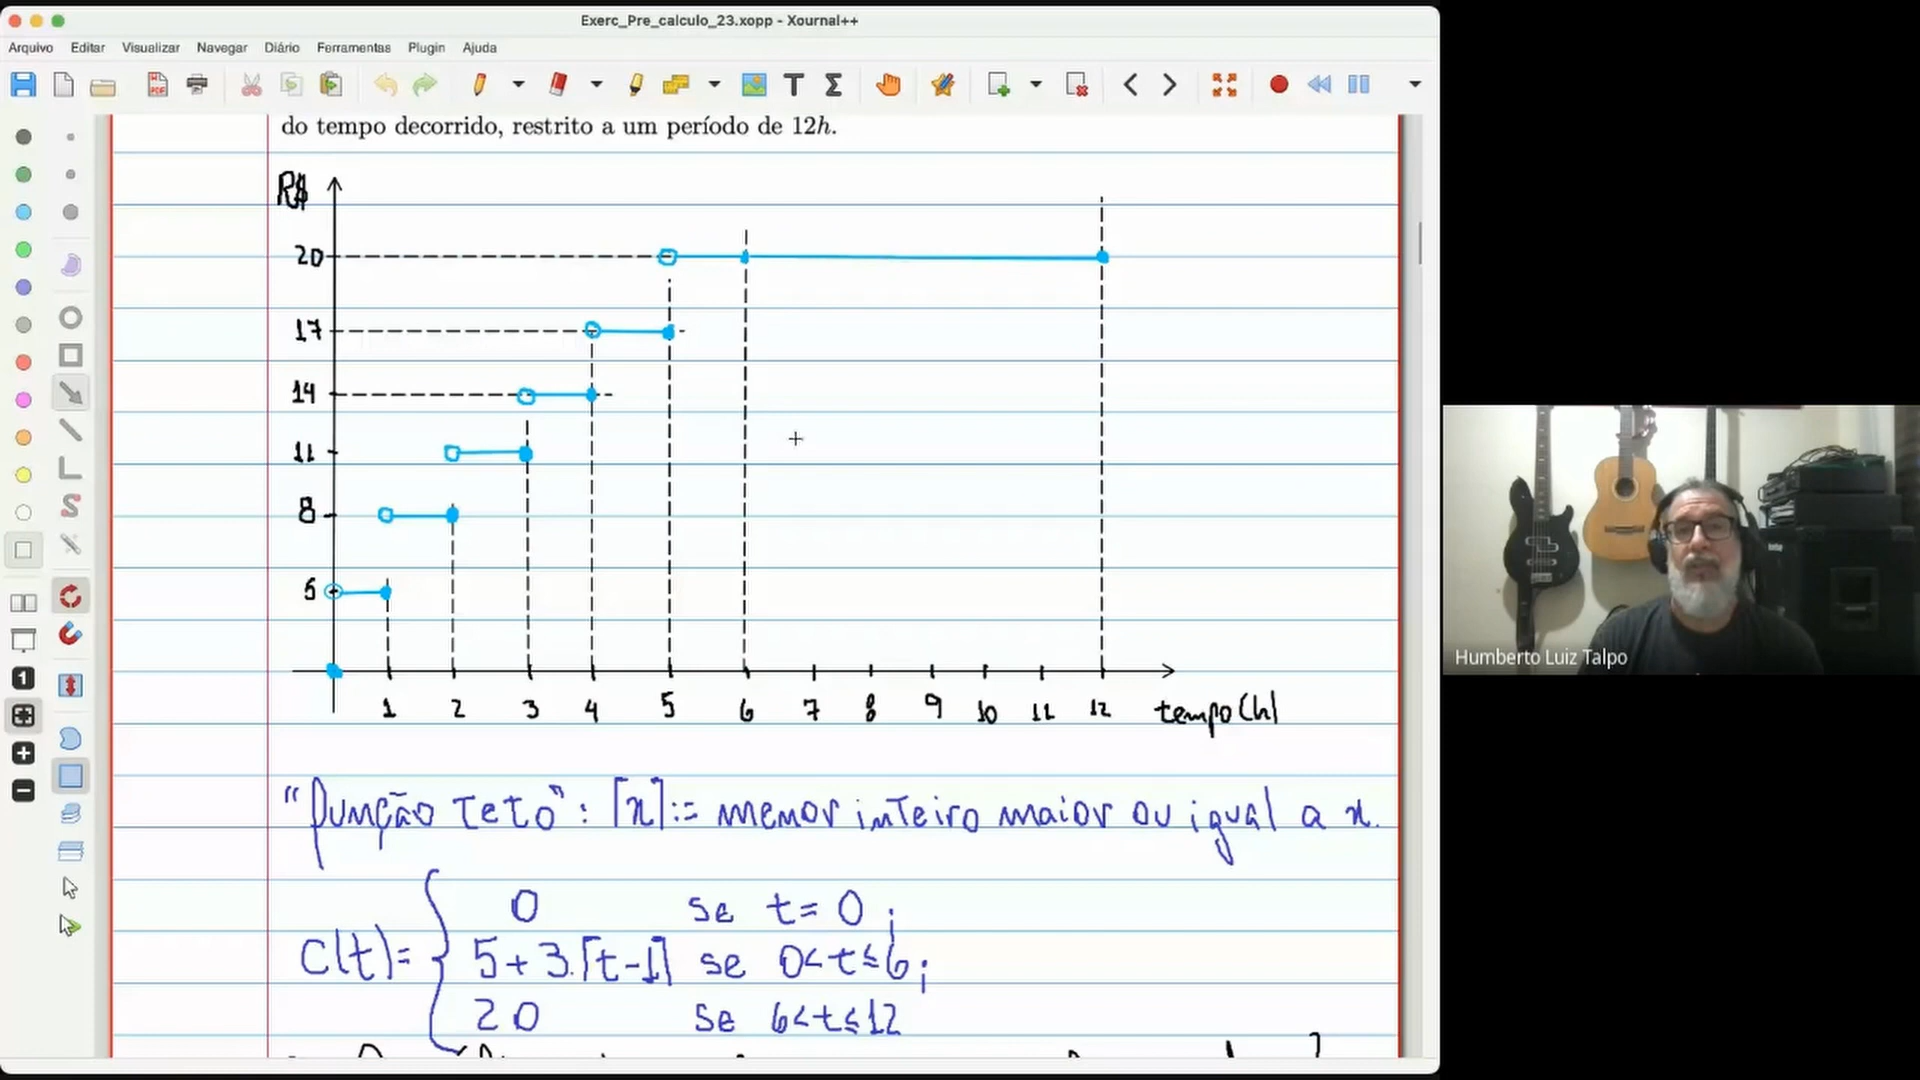 Exerc_Pre_calculo_23.xopp - Xournal++
Arquivo Editar Visualizar Navegar Diário Ferramentas Plugin Ajuda
do tempo decorrido, restrito a um período de 12h.
R$
20
17
14
11
8
5
1 2 3 4 5 6 7 8 9 10 11 12 tempo(h)
"Função Teto": ⌈x⌉:= menor inteiro maior ou igual a x.
0 se t=0;
C(t)= 5+3.⌈t-1⌉ se 0<t≤6;
20 se 6<t≤12
Humberto Luiz Talpo